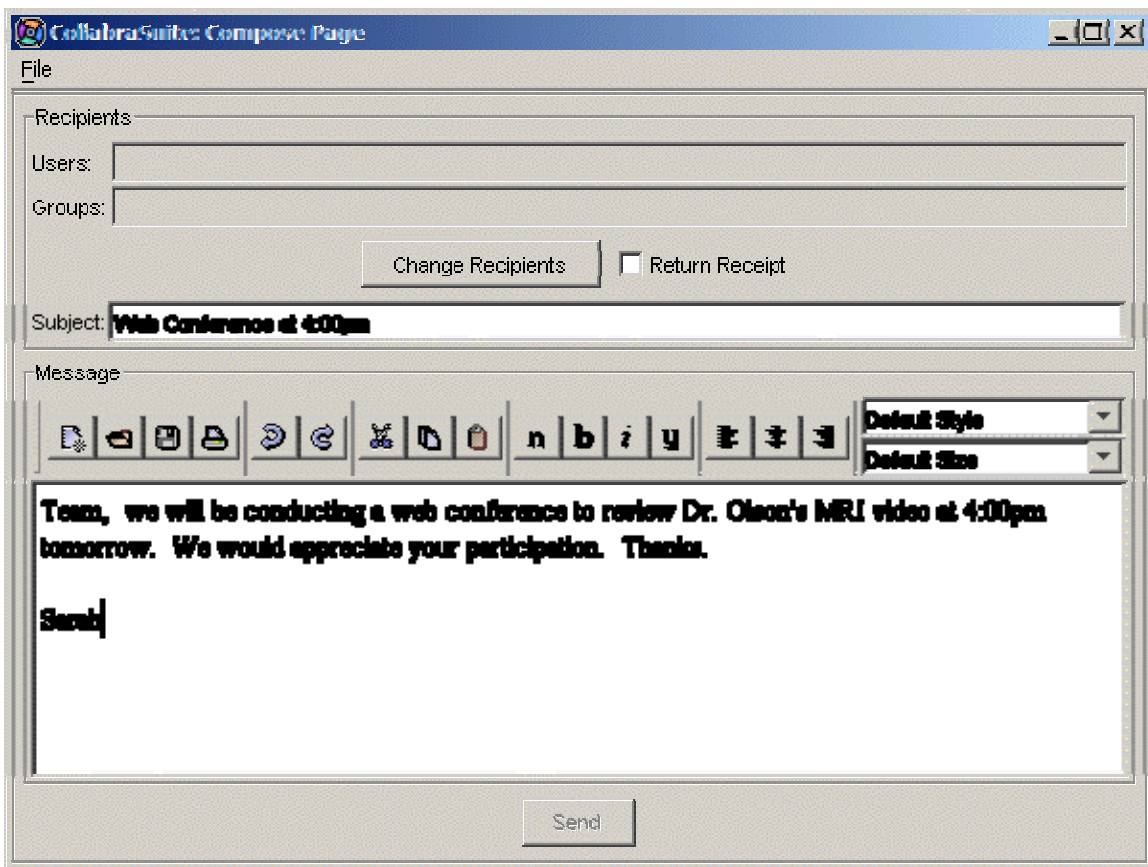 CollabraSuite: Compose Page
File
Recipients
Users:
Groups:
Change Recipients Return Receipt
Subject: Web Conference at 4:00pm
Message
n b i u
Default Style
Default Size
Team, we will be conducting a web conference to review Dr. Olson's MRI video at 4:00pm
tomorrow. We would appreciate your participation. Thanks.
Sarah
Send